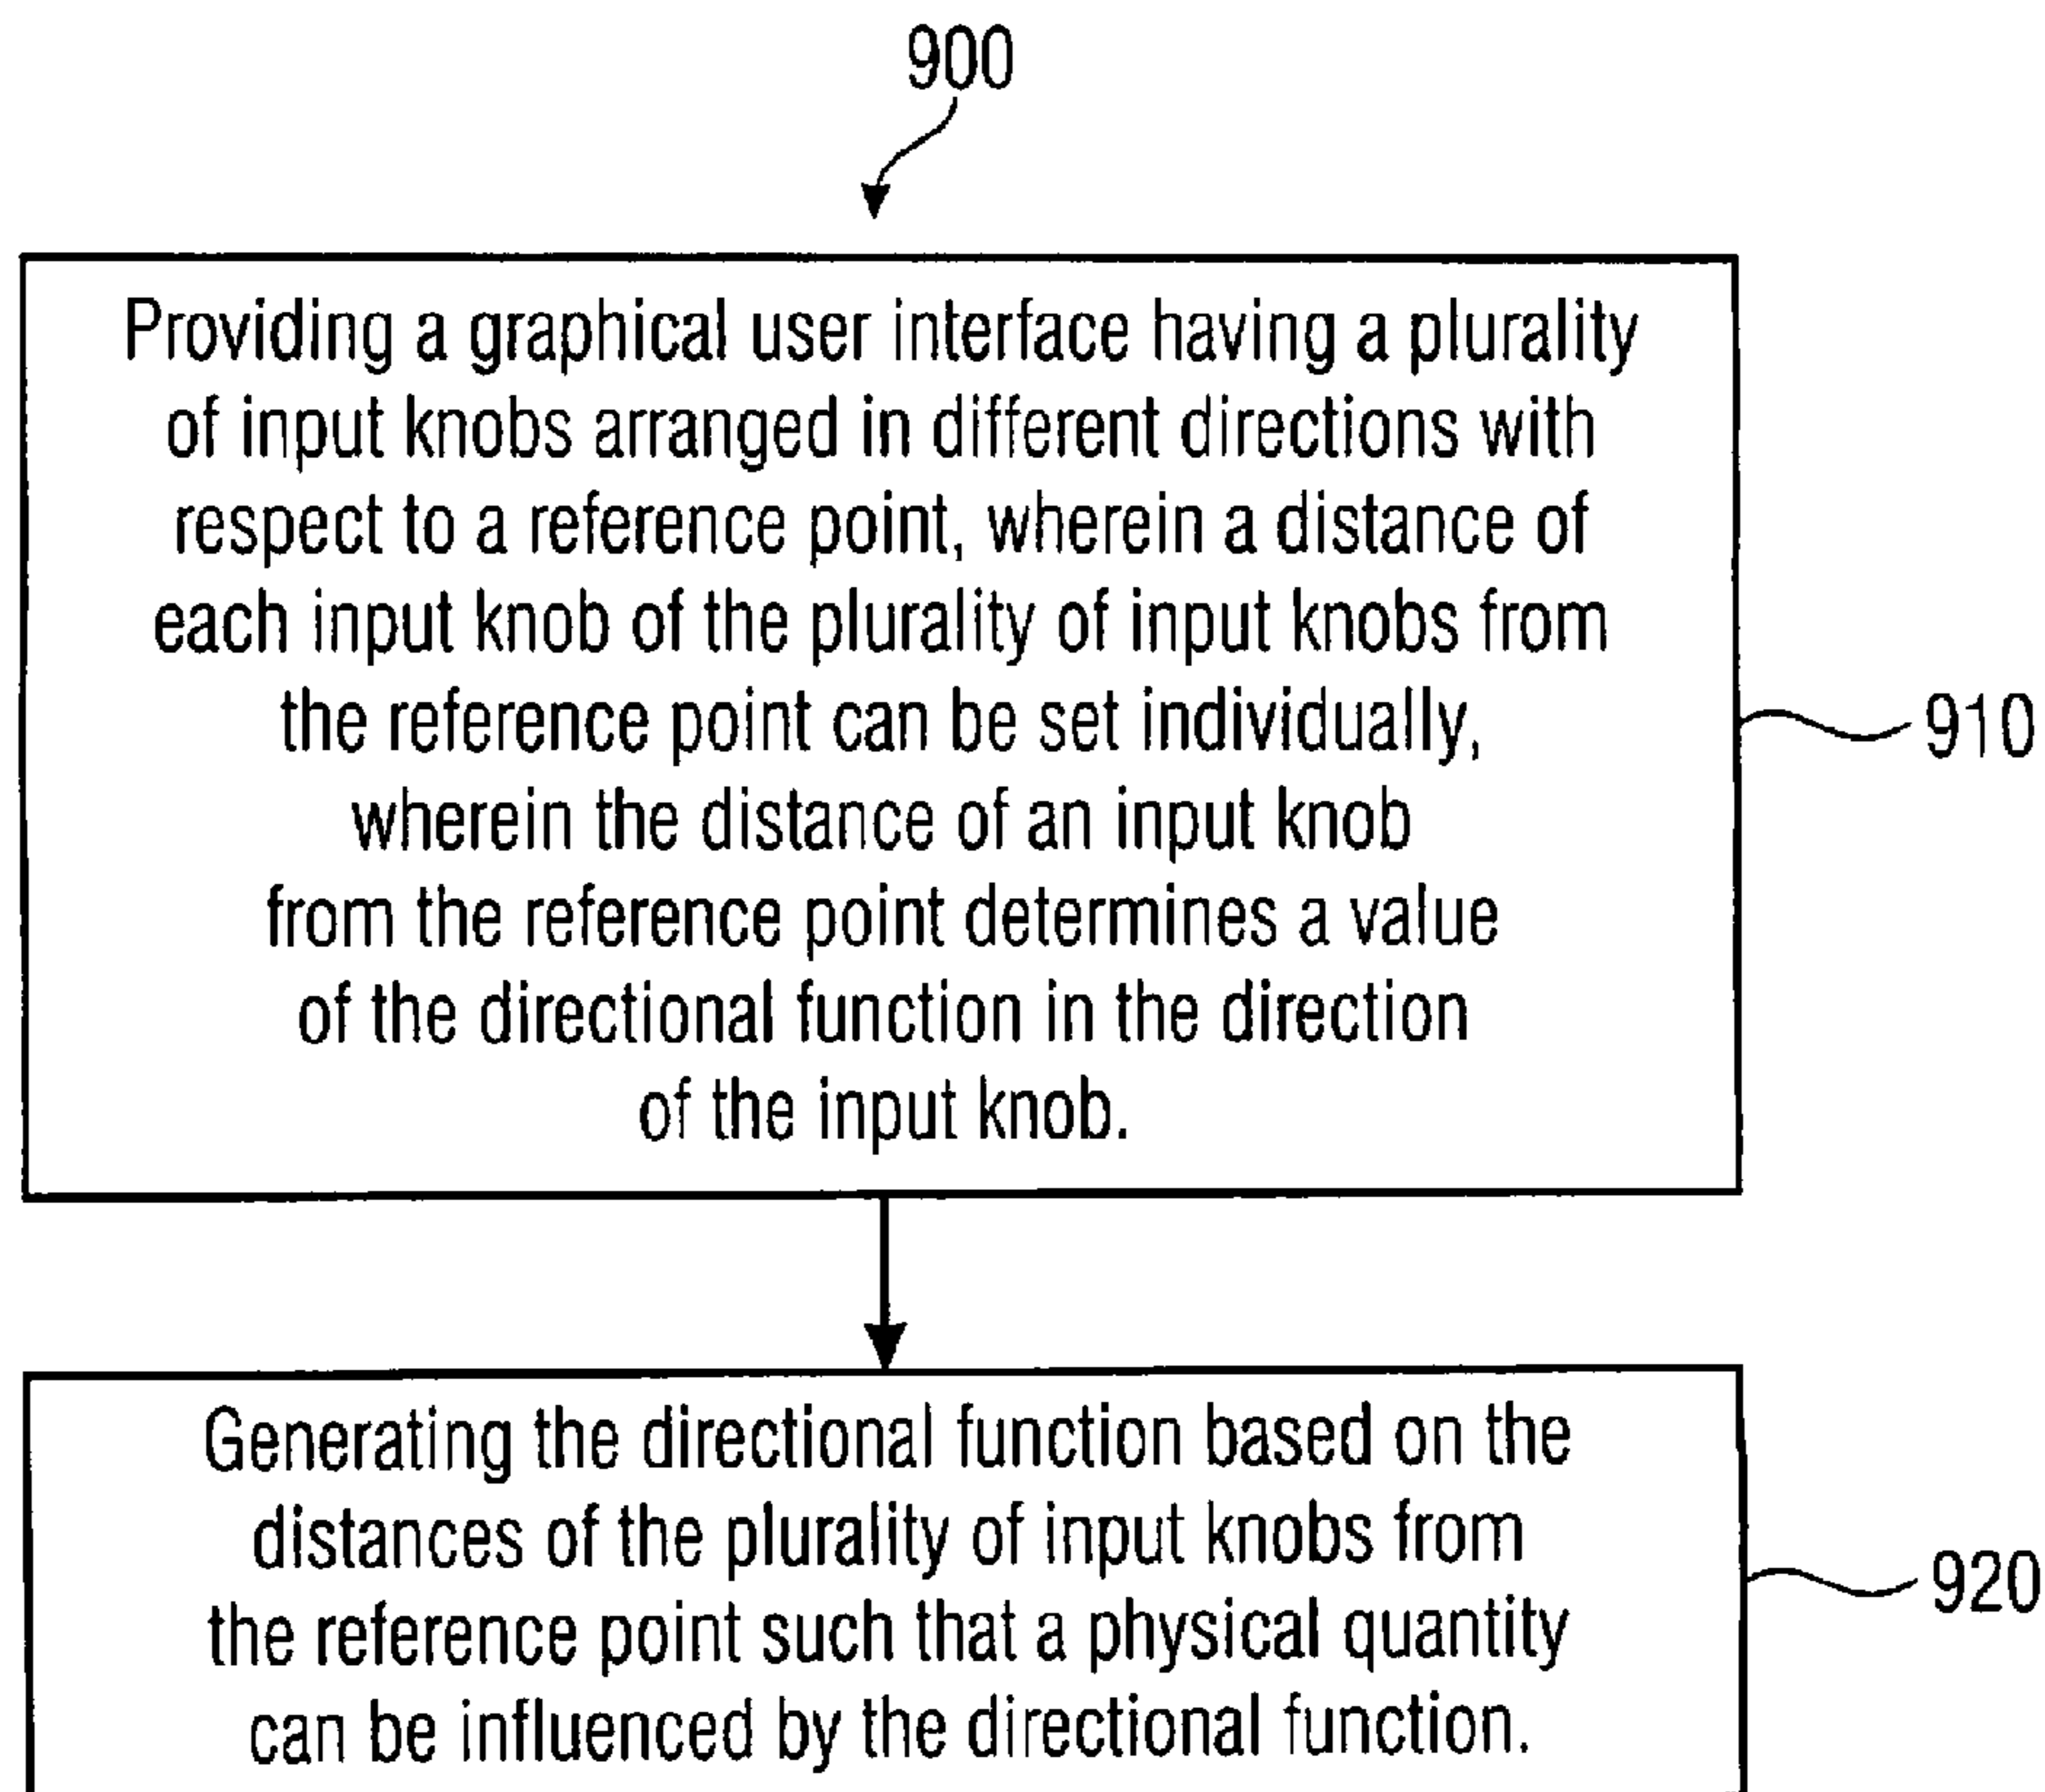 900
Providing a graphical user interface having a plurality
of input knobs arranged in different directions with
respect to a reference point, wherein a distance of
each input knob of the plurality of input knobs from
the reference point can be set individually,
wherein the distance of an input knob
from the reference point determines a value
of the directional function in the direction
of the input knob.
910
Generating the directional function based on the
distances of the plurality of input knobs from
the reference point such that a physical quantity
can be influenced by the directional function.
920